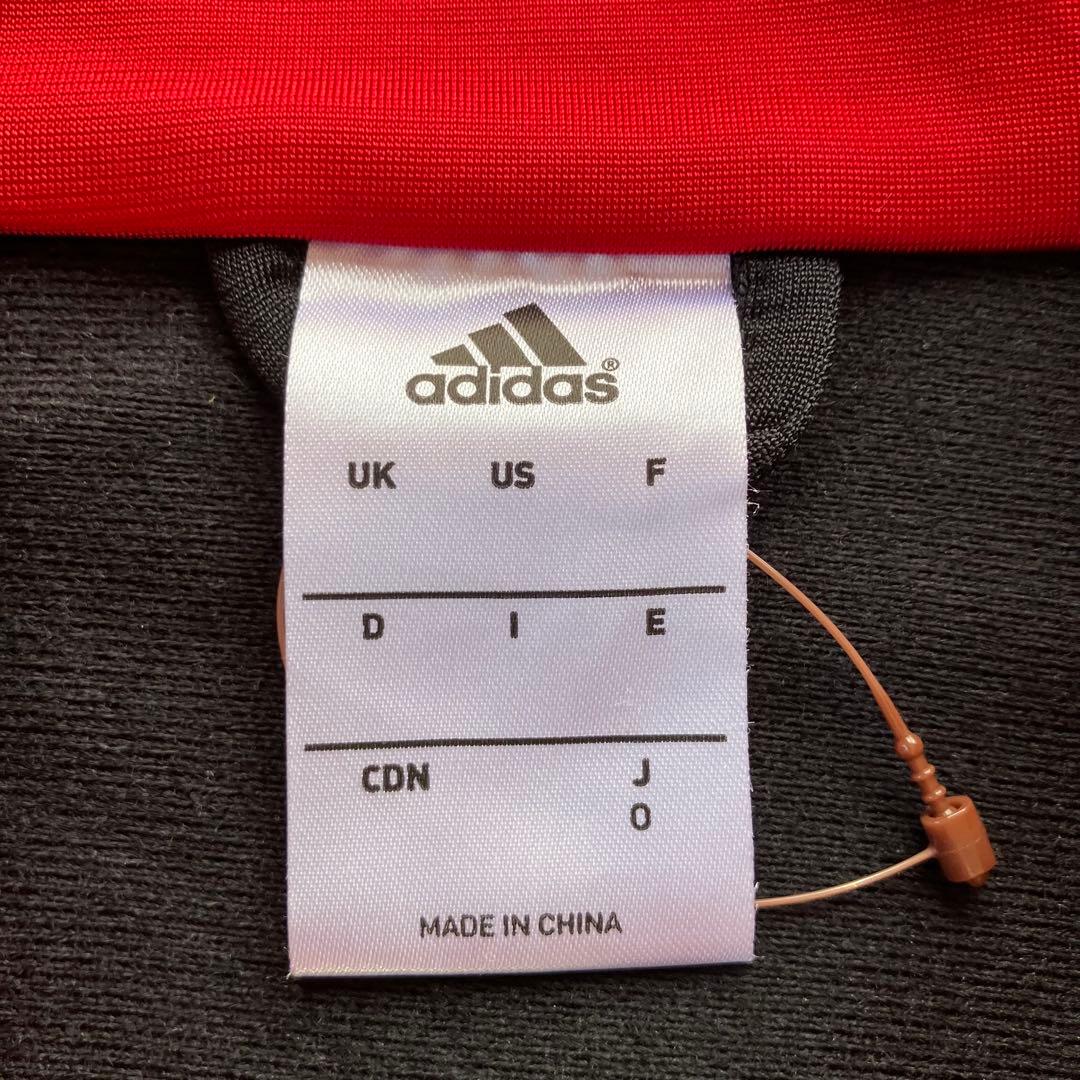 adidas®
UK US F
D I E
CDN J
O
MADE IN CHINA